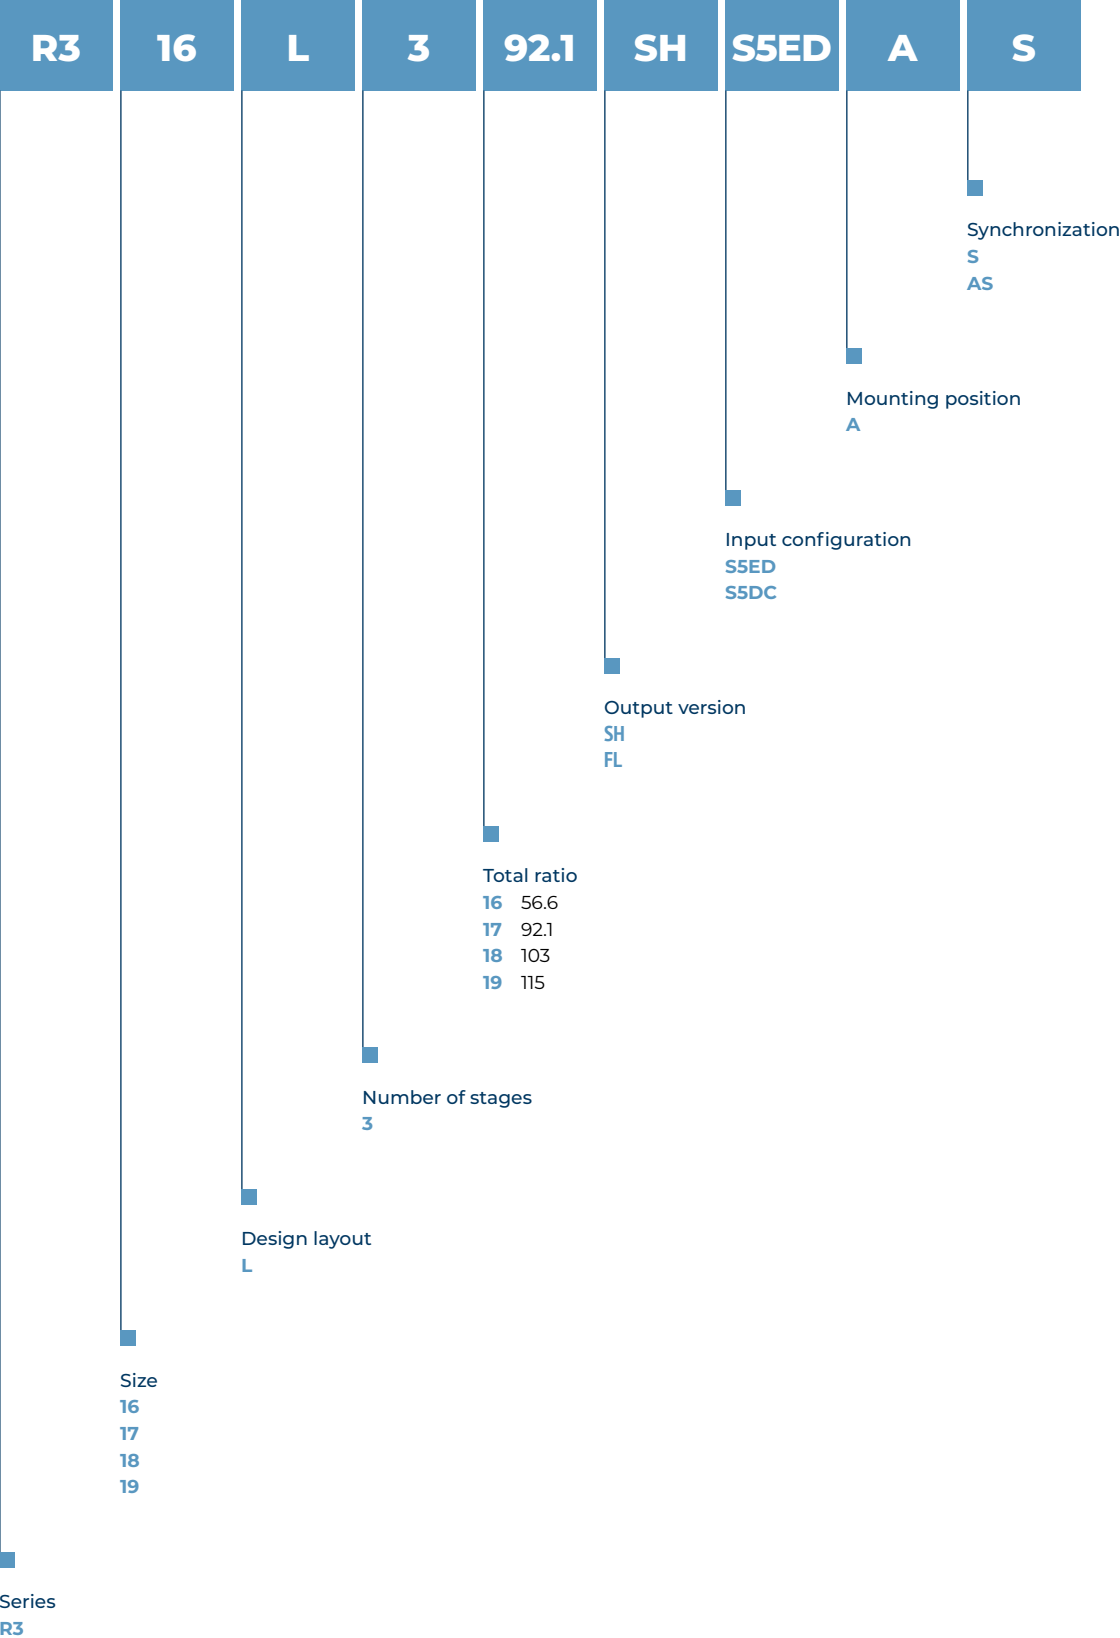 R3 16 L 3 92.1 SH S5ED A S
Synchronization
S
AS
Mounting position
A
Input configuration
S5ED
S5DC
Output version
SH
FL
Total ratio
16 56.6
17 92.1
18 103
19 115
Number of stages
3
Design layout
L
Size
16
17
18
19
Series
R3